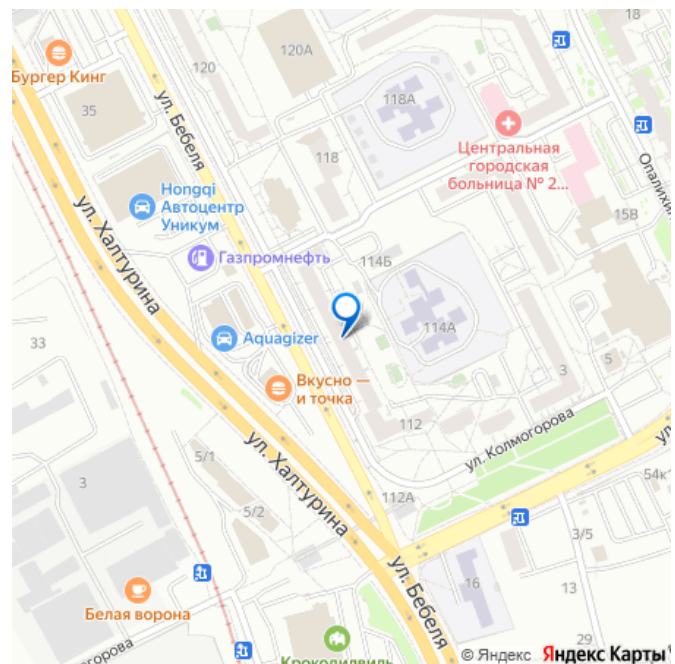 18
120А
120
Бургер Кинг
35
ул. Бебеля
118А
Центральная
городская
больница № 2...
118
Hongqi
Автоцентр
Уникум
15В
ул. Халтурина
Газпромнефть
114Б
114А
33
Aquagizer
3
5
Вкусно —
и точка
112
ул. Колмогорова
5/1
ул. Халтурина
54к
3
112А
5/2
3/5
16
13
ул. Бебеля
Белая ворона
29
© Яндекс Яндекс Карты